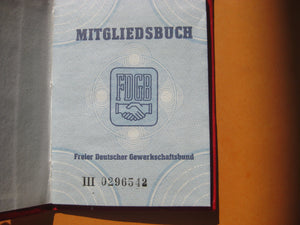 MITGLIEDSBUCH
FDGB
Freier Deutscher Gewerkschaftsbund
III 0296542